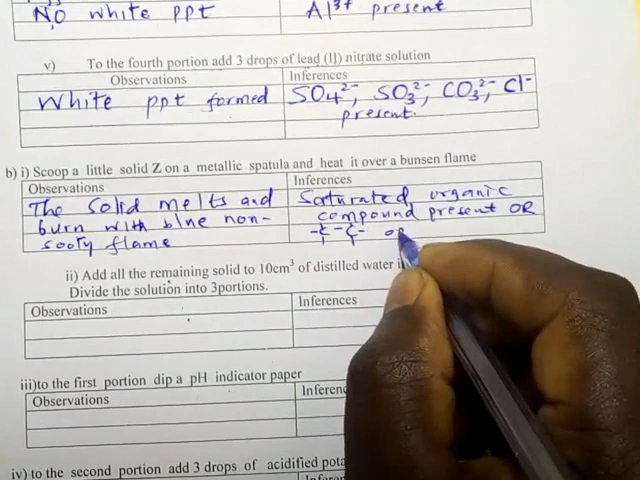 No white ppt Al3+ present
v) To the fourth portion add 3 drops of lead (II) nitrate solution
Observations Inferences
White ppt formed SO4²⁻, SO3²⁻, CO3²⁻, Cl⁻
present.
b) i) Scoop a little solid Z on a metallic spatula and heat it over a bunsen flame
Observations Inferences
The solid melts and Saturated organic
burn with blue non- compound present OR
sooty flame -C-C- or
ii) Add all the remaining solid to 10cm³ of distilled water
Divide the solution into 3portions.
Observations Inferences
iii)to the first portion dip a pH indicator paper
Observations
iv) to the second portion add 3 drops of acidified